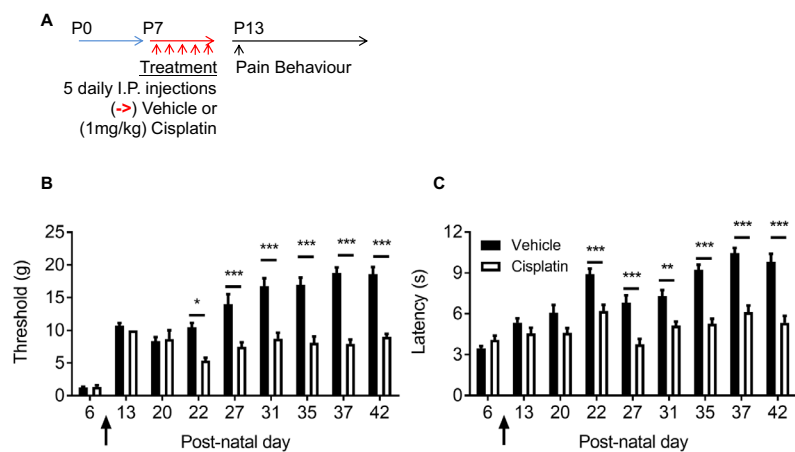 A
P0 P7 P13
Treatment Pain Behaviour
5 daily I.P. injections
(->) Vehicle or
(1mg/kg) Cisplatin
B
25
20
15
10
5
0
Threshold (g)
* *** *** *** *** ***
6 13 20 22 27 31 35 37 42
Post-natal day
C
12
9
6
3
0
Latency (s)
Vehicle
Cisplatin
*** *** ** *** *** ***
6 13 20 22 27 31 35 37 42
Post-natal day